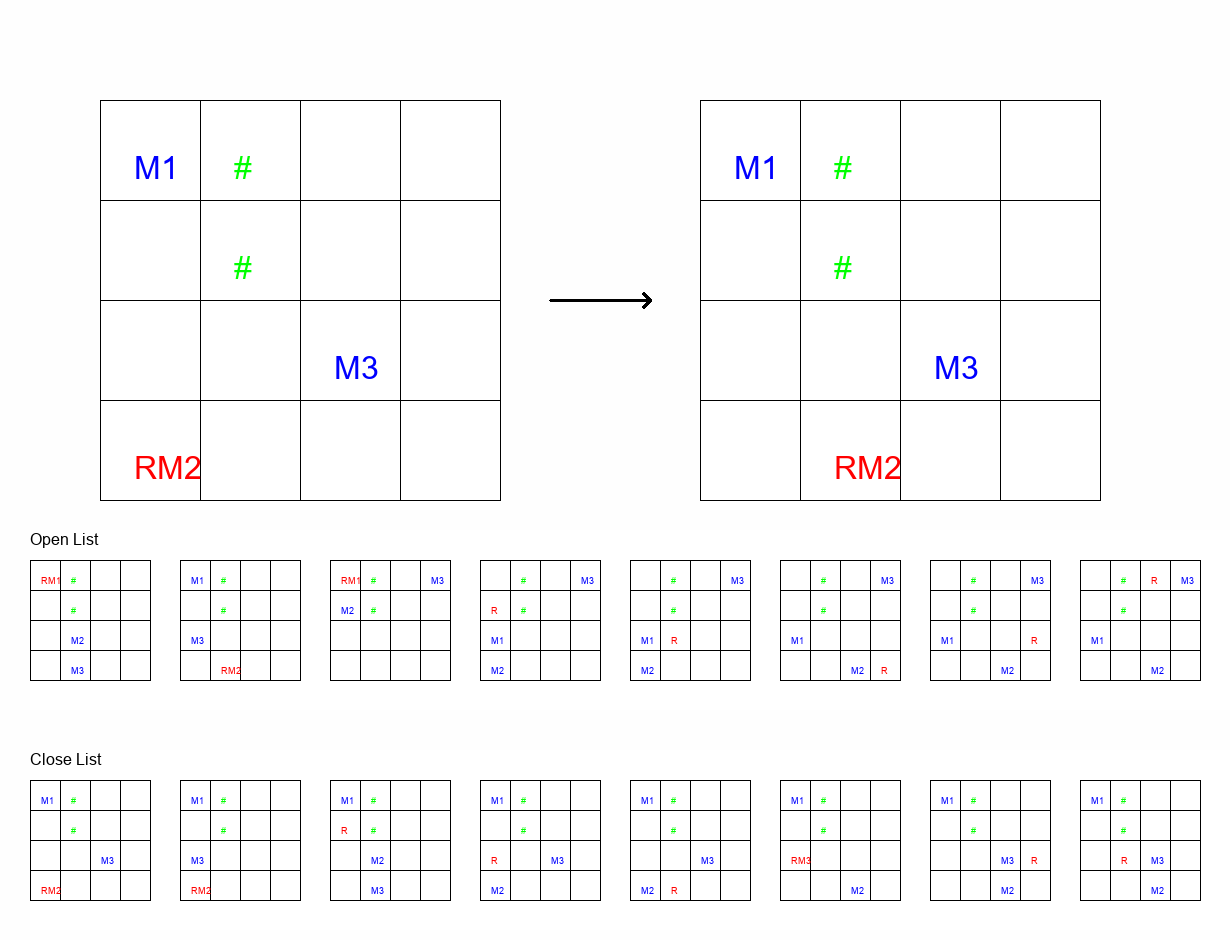 M1 # M1 #
# #
M3 M3
RM2 RM2
Open List
RM1 # M1 # RM1 # M3 # M3 # M3 # M3 # M3 # R M3
# # M2 # R # # # # #
M2 M3 M1 M1 R M1 M1 R M1
M3 RM2 M2 M2 M2 R M2 M2
Close List
M1 # M1 # M1 # M1 # M1 # M1 # M1 # M1 #
# # R # # # # # #
M3 M3 M2 R M3 M3 RM3 M3 R R M3
RM2 RM2 M3 M2 M2 R M2 M2 M2